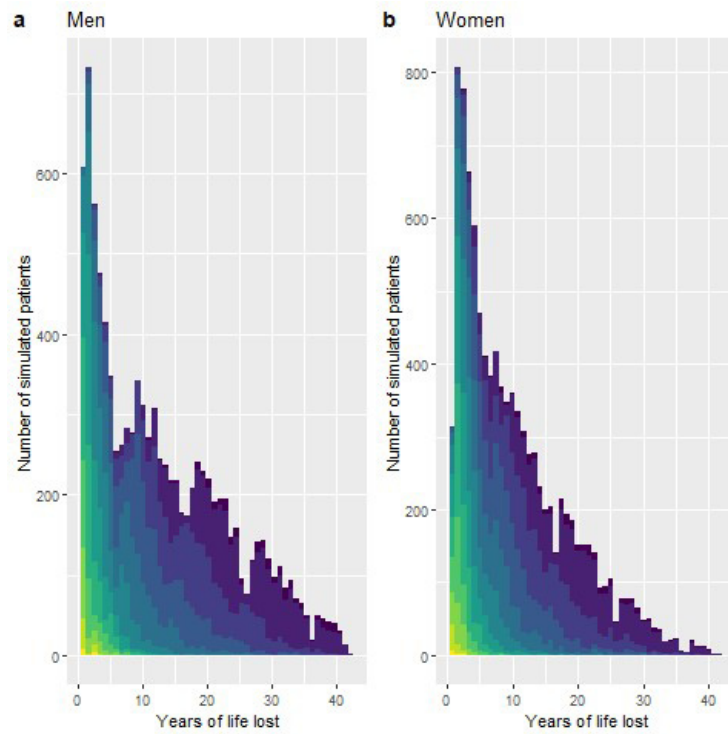 a Men
Number of simulated patients
600
400
200
0
0 10 20 30 40
Years of life lost
b Women
Number of simulated patients
800
600
400
200
0
0 10 20 30 40
Years of life lost